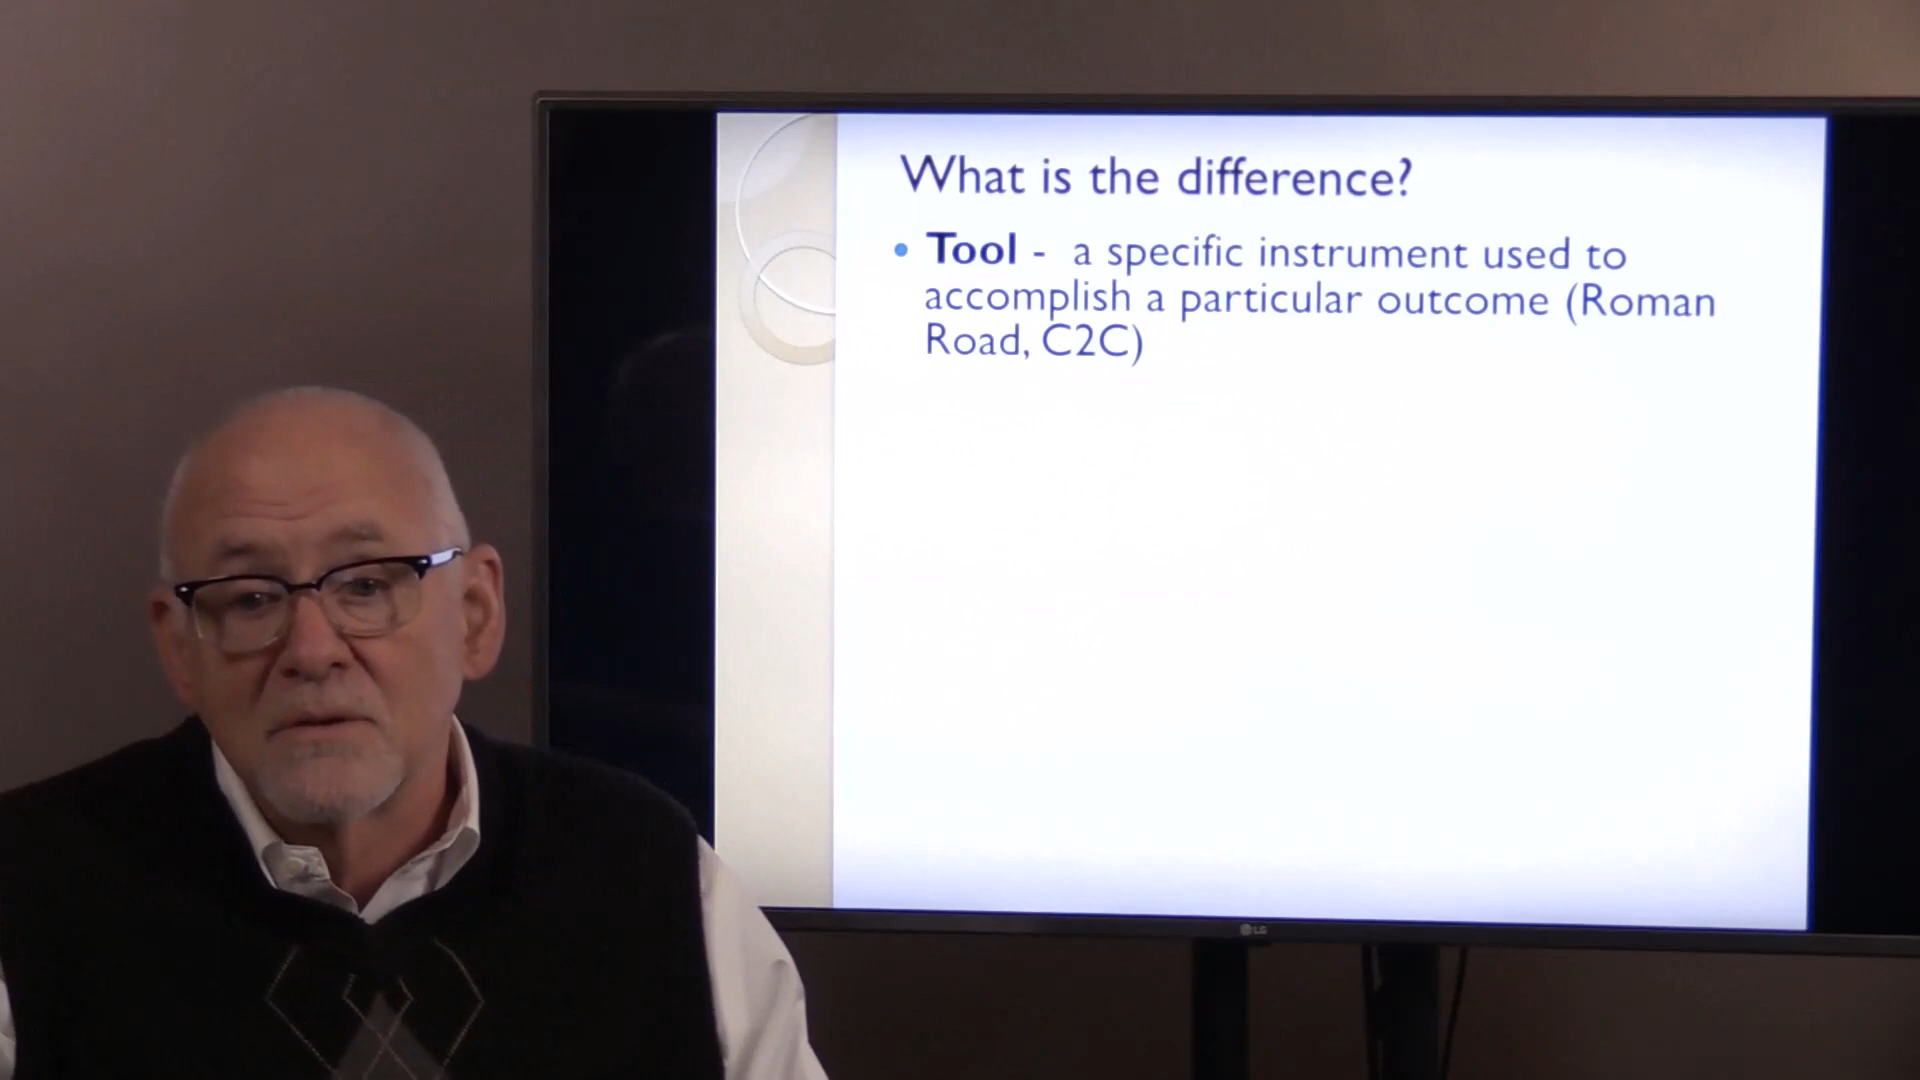 What is the difference?
• Tool - a specific instrument used to
accomplish a particular outcome (Roman
Road, C2C)
LG